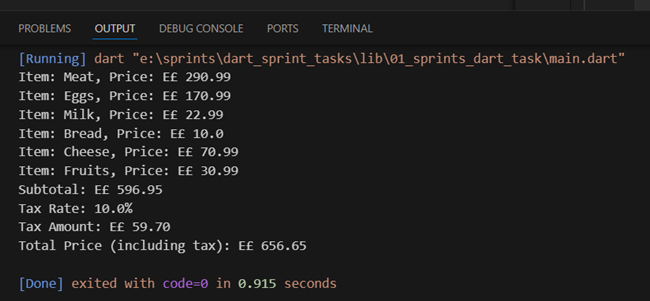 PROBLEMS OUTPUT DEBUG CONSOLE PORTS TERMINAL
[Running] dart "e:\sprints\dart_sprint_tasks\lib\01_sprints_dart_task\main.dart"
Item: Meat, Price: E£ 290.99
Item: Eggs, Price: E£ 170.99
Item: Milk, Price: E£ 22.99
Item: Bread, Price: E£ 10.0
Item: Cheese, Price: E£ 70.99
Item: Fruits, Price: E£ 30.99
Subtotal: E£ 596.95
Tax Rate: 10.0%
Tax Amount: E£ 59.70
Total Price (including tax): E£ 656.65
[Done] exited with code=0 in 0.915 seconds